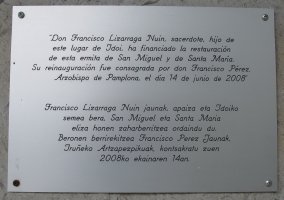 "Don Francisco Lizarraga Nuin, sacerdote, hijo de
este lugar de Idoi, ha financiado la restauración
de esta ermita de San Miguel y de Santa María.
Su reinauguración fue consagrada por don Francisco Pérez,
Arzobispo de Pamplona, el día 14 de junio de 2008"
Francisco Lizarraga Nuin jaunak, apaiza eta Idoiko
semea bera, San Miguel eta Santa María
eliza honen zaharberritzea ordaindu du.
Beronen berrirekitzea Francisco Perez Jaunak,
Iruñeko Artzapezpikuak, kontsakratu zuen
2008ko ekainaren 14an.